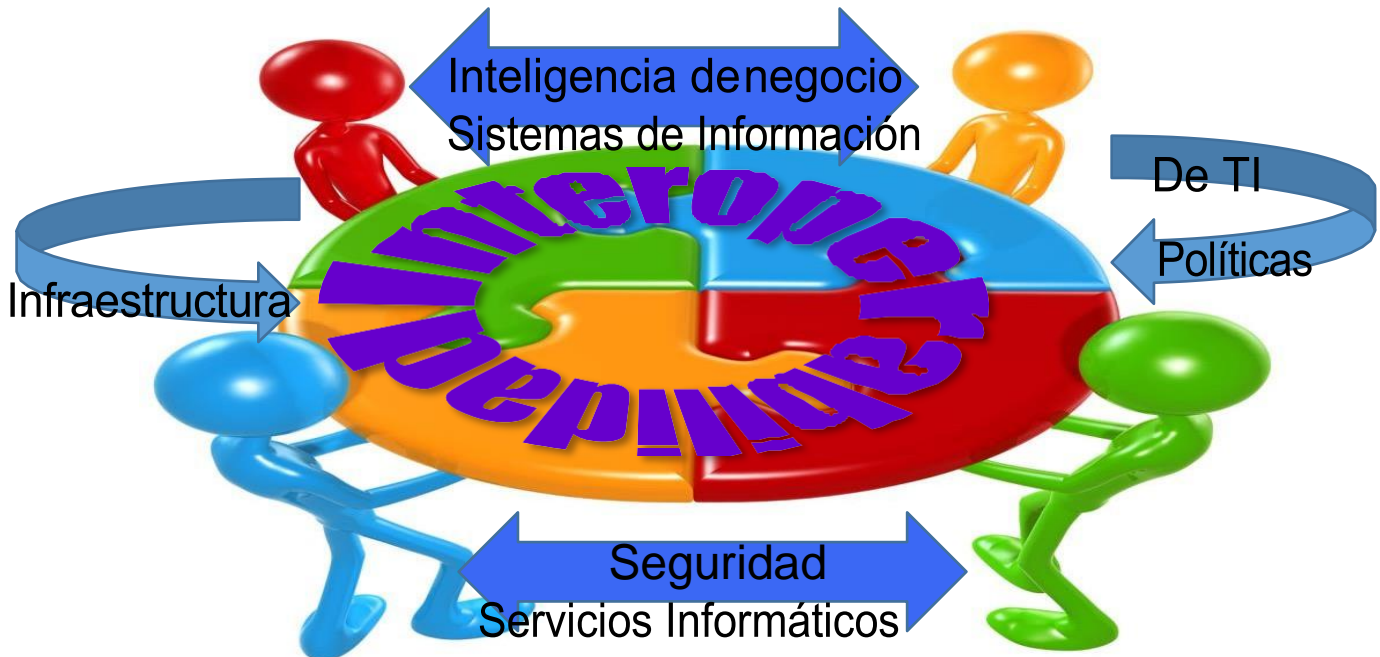 Inteligencia denegocio
Sistemas de Información
De TI
Políticas
Infraestructura
Interoperabilidad
Seguridad
Servicios Informáticos